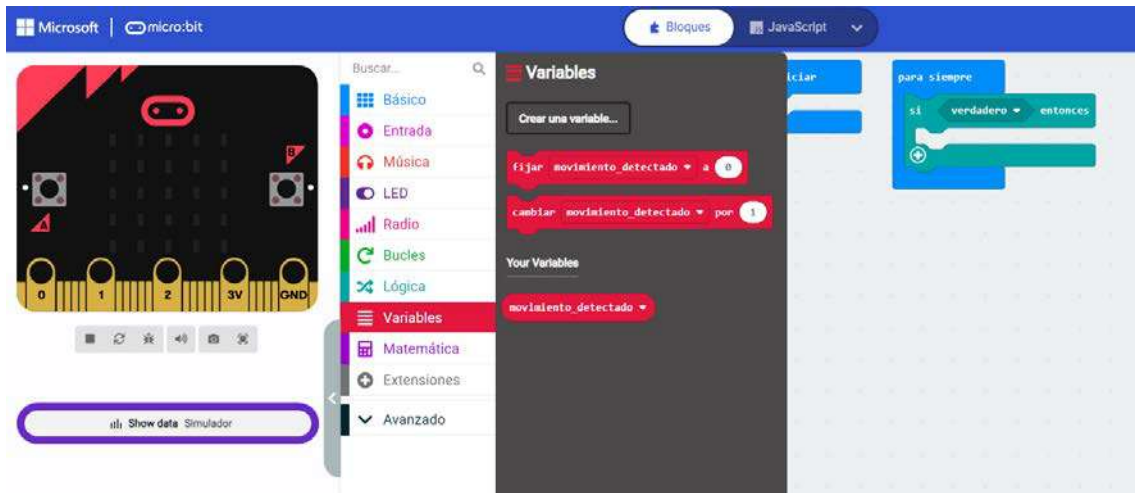 Microsoft | micro:bit
Bloques
JavaScript
B
A
0 1 2 3V GND
Show data Simulador
Buscar...
Básico
Entrada
Música
LED
Radio
Bucles
Lógica
Variables
Matemática
Extensiones
Avanzado
Variables
Crear una variable...
fijar movimiento_detectado a 0
cambiar movimiento_detectado por 1
Your Variables
movimiento_detectado
iciar
para siempre
si verdadero entonces